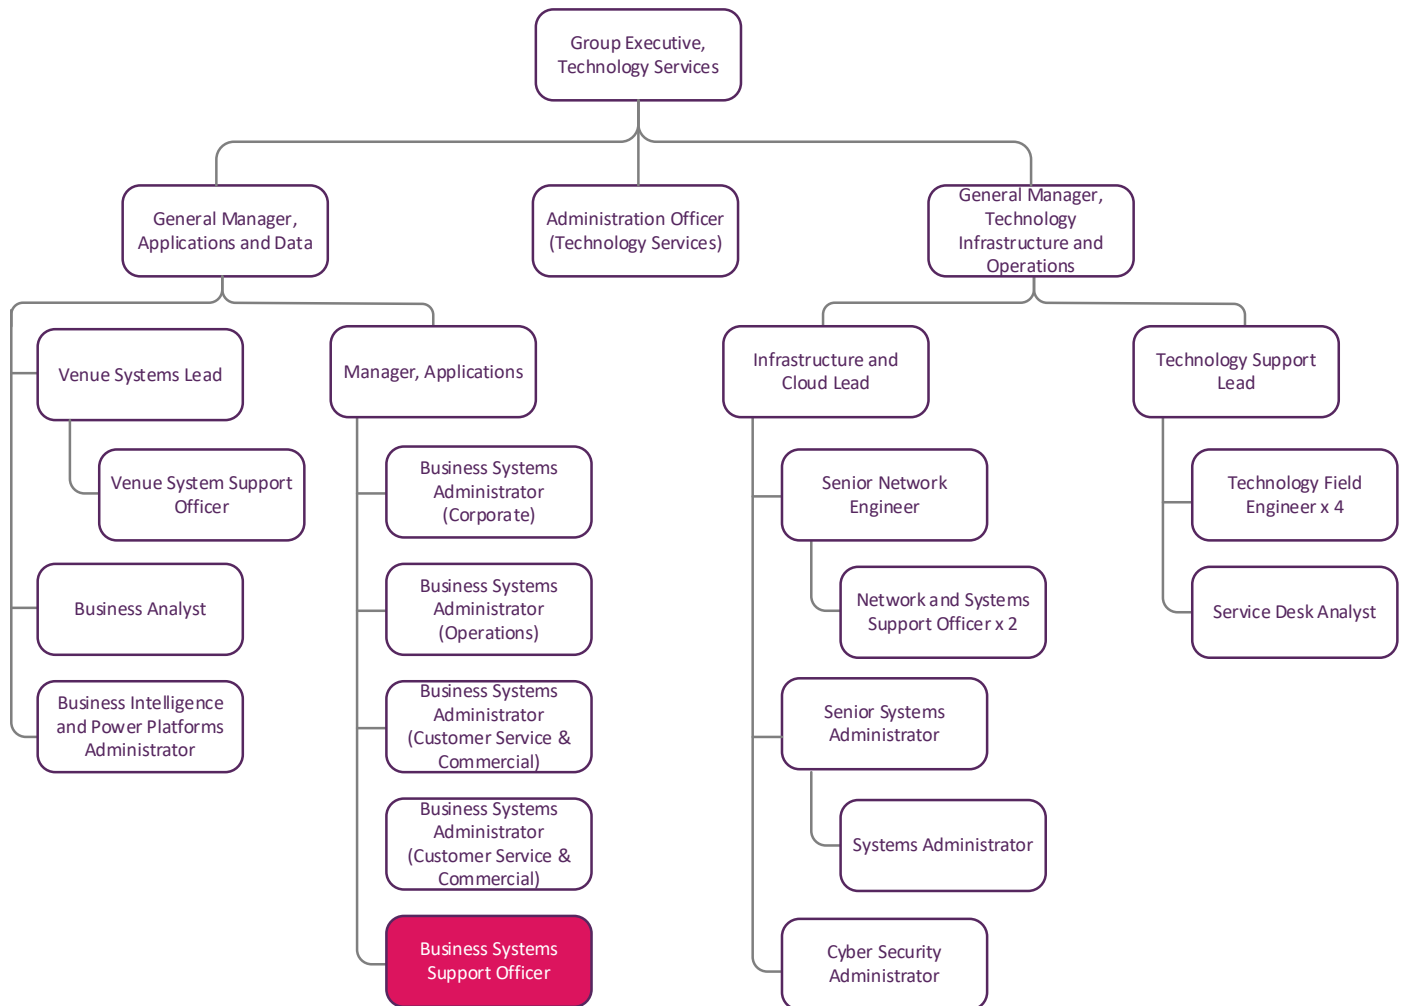 Group Executive,
Technology Services
General Manager,
Applications and Data
Administration Officer
(Technology Services)
General Manager,
Technology
Infrastructure and
Operations
Venue Systems Lead
Venue System Support
Officer
Business Analyst
Business Intelligence
and Power Platforms
Administrator
Manager, Applications
Business Systems
Administrator
(Corporate)
Business Systems
Administrator
(Operations)
Business Systems
Administrator
(Customer Service &
Commercial)
Business Systems
Administrator
(Customer Service &
Commercial)
Business Systems
Support Officer
Infrastructure and
Cloud Lead
Senior Network
Engineer
Network and Systems
Support Officer x 2
Senior Systems
Administrator
Systems Administrator
Cyber Security
Administrator
Technology Support
Lead
Technology Field
Engineer x 4
Service Desk Analyst